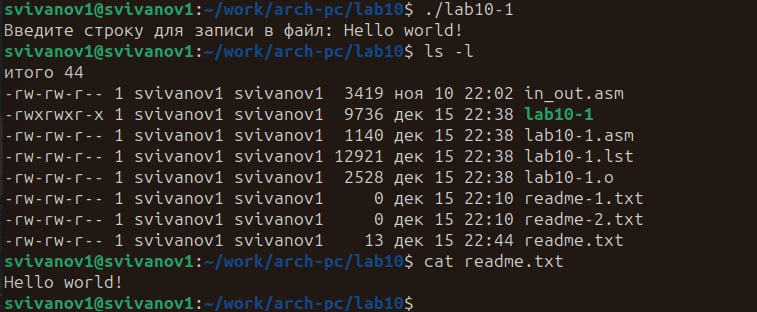 svivanov1@svivanov1:~/work/arch-pc/lab10$ ./lab10-1
Введите строку для записи в файл: Hello world!
svivanov1@svivanov1:~/work/arch-pc/lab10$ ls -l
итого 44
-rw-rw-r-- 1 svivanov1 svivanov1  3419 ноя 10 22:02 in_out.asm
-rwxrwxr-x 1 svivanov1 svivanov1  9736 дек 15 22:38 lab10-1
-rw-rw-r-- 1 svivanov1 svivanov1  1140 дек 15 22:38 lab10-1.asm
-rw-rw-r-- 1 svivanov1 svivanov1 12921 дек 15 22:38 lab10-1.lst
-rw-rw-r-- 1 svivanov1 svivanov1  2528 дек 15 22:38 lab10-1.o
-rw-rw-r-- 1 svivanov1 svivanov1     0 дек 15 22:10 readme-1.txt
-rw-rw-r-- 1 svivanov1 svivanov1     0 дек 15 22:10 readme-2.txt
-rw-rw-r-- 1 svivanov1 svivanov1    13 дек 15 22:44 readme.txt
svivanov1@svivanov1:~/work/arch-pc/lab10$ cat readme.txt
Hello world!
svivanov1@svivanov1:~/work/arch-pc/lab10$